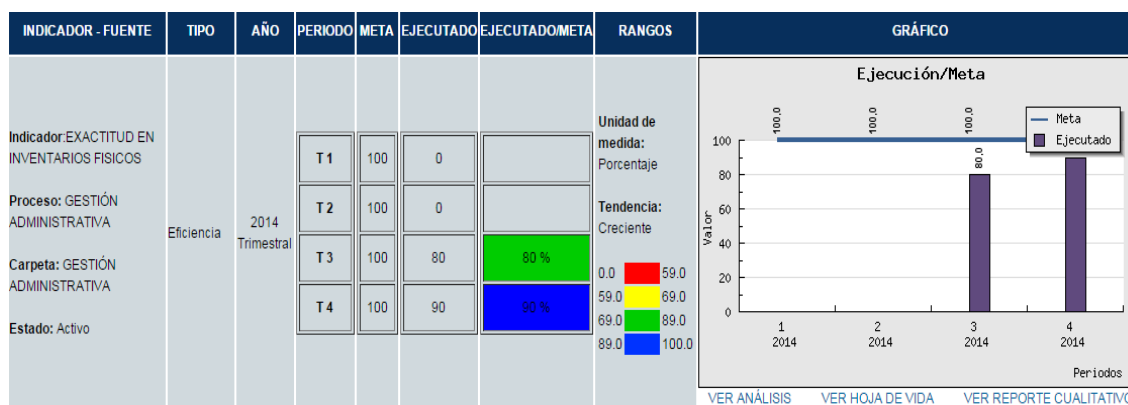 INDICADOR - FUENTE TIPO AÑO PERIODO META EJECUTADO EJECUTADO/META RANGOS GRÁFICO
Indicador:EXACTITUD EN
INVENTARIOS FISICOS
Proceso: GESTIÓN
ADMINISTRATIVA
Carpeta: GESTIÓN
ADMINISTRATIVA
Estado: Activo
Eficiencia
2014
Trimestral
T 1 100 0
T 2 100 0
T 3 100 80 80 %
T 4 100 90 90 %
Unidad de
medida:
Porcentaje
Tendencia:
Creciente
0.0 59.0
59.0 69.0
69.0 89.0
89.0 100.0
Ejecución/Meta
Meta
Ejecutado
100.0 100.0 100.0
80.0
Valor
100
80
60
40
20
0
1 2 3 4
2014 2014 2014 2014
Periodos
VER ANÁLISIS VER HOJA DE VIDA VER REPORTE CUALITATIVO